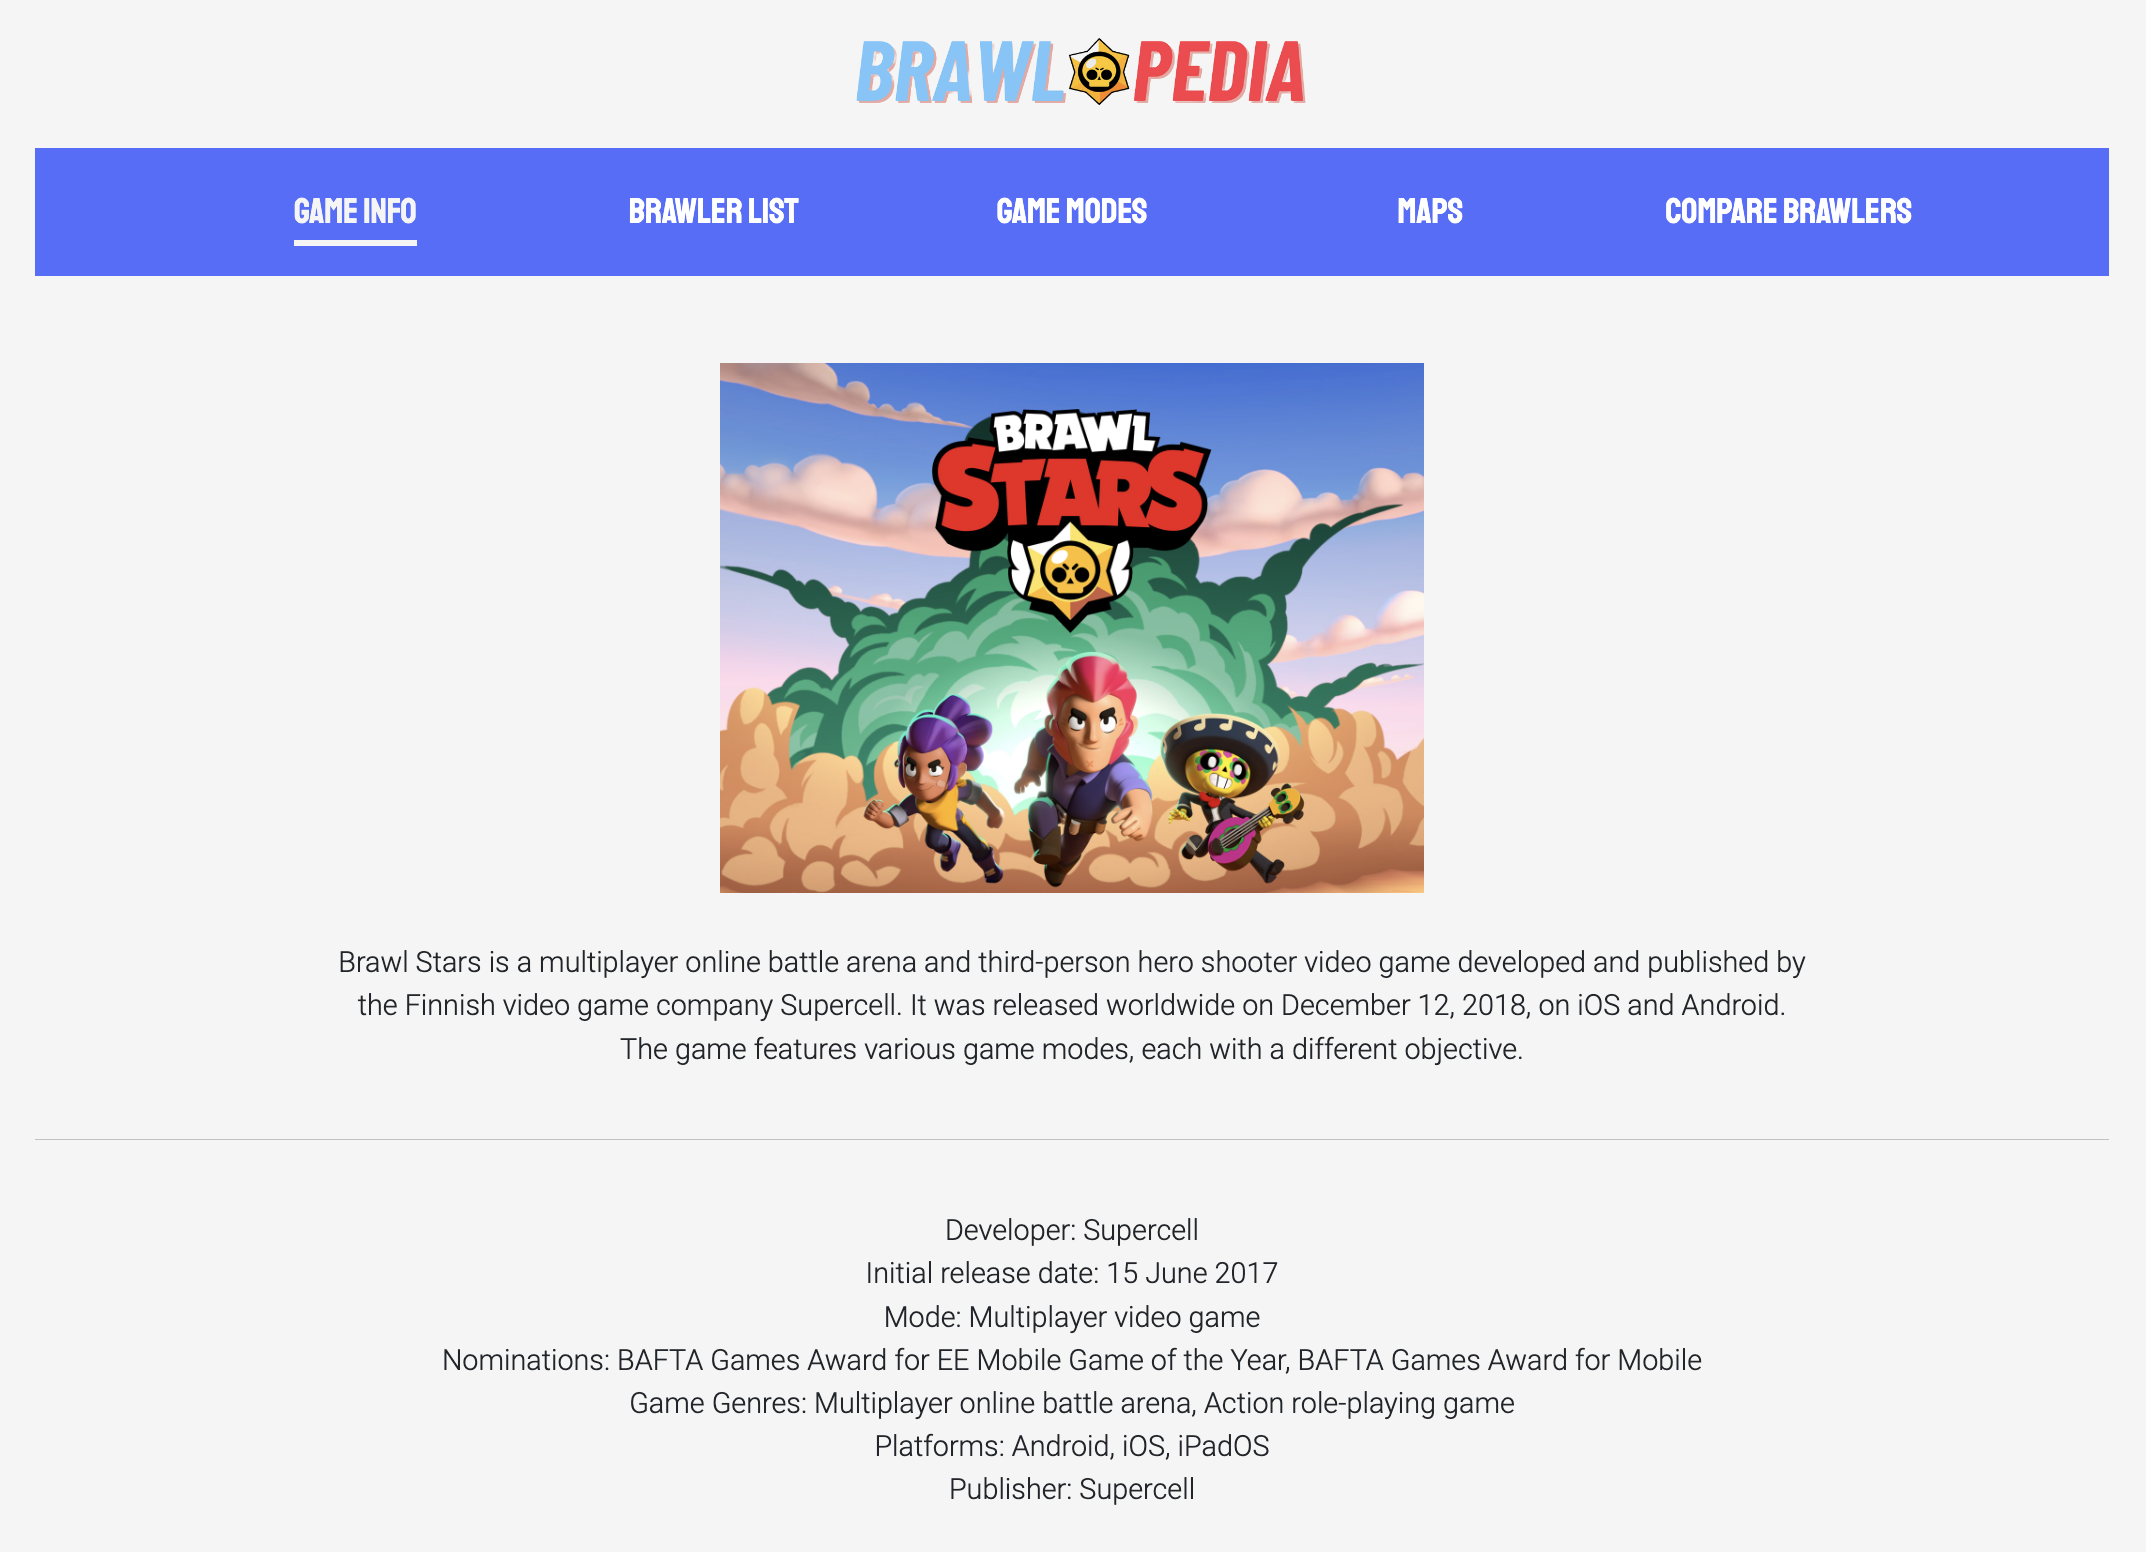 BRAWL PEDIA
GAME INFO
BRAWLER LIST
GAME MODES
MAPS
COMPARE BRAWLERS
BRAWL
STARS
Brawl Stars is a multiplayer online battle arena and third-person hero shooter video game developed and published by
the Finnish video game company Supercell. It was released worldwide on December 12, 2018, on iOS and Android.
The game features various game modes, each with a different objective.
Developer: Supercell
Initial release date: 15 June 2017
Mode: Multiplayer video game
Nominations: BAFTA Games Award for EE Mobile Game of the Year, BAFTA Games Award for Mobile
Game Genres: Multiplayer online battle arena, Action role-playing game
Platforms: Android, iOS, iPadOS
Publisher: Supercell